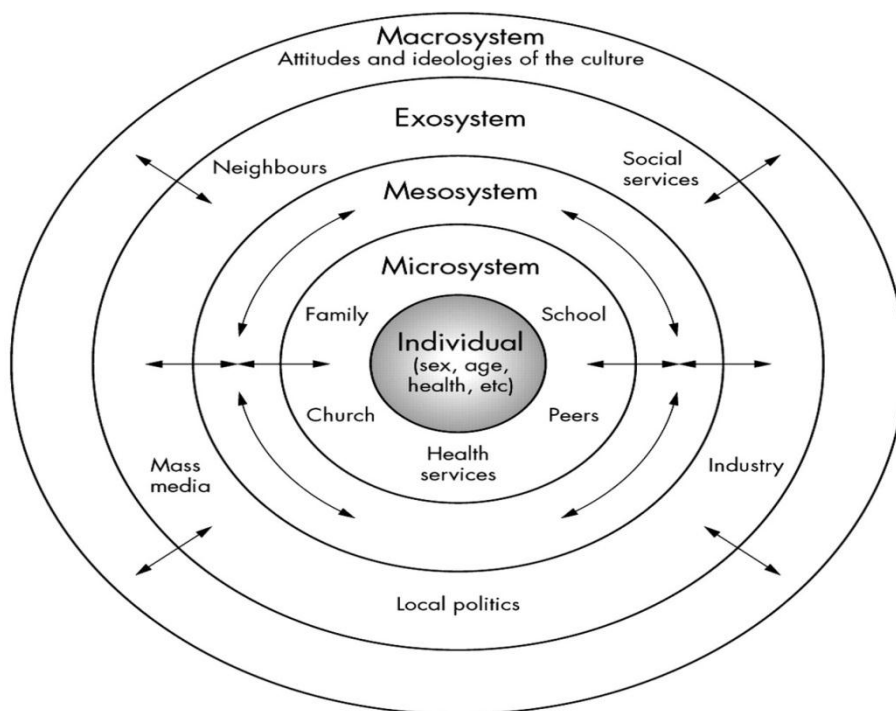 Macrosystem
Attitudes and ideologies of the culture
Exosystem
Neighbours
Social
services
Mesosystem
Microsystem
Family
School
Individual
(sex, age,
health, etc)
Church
Peers
Health
services
Mass
media
Industry
Local politics